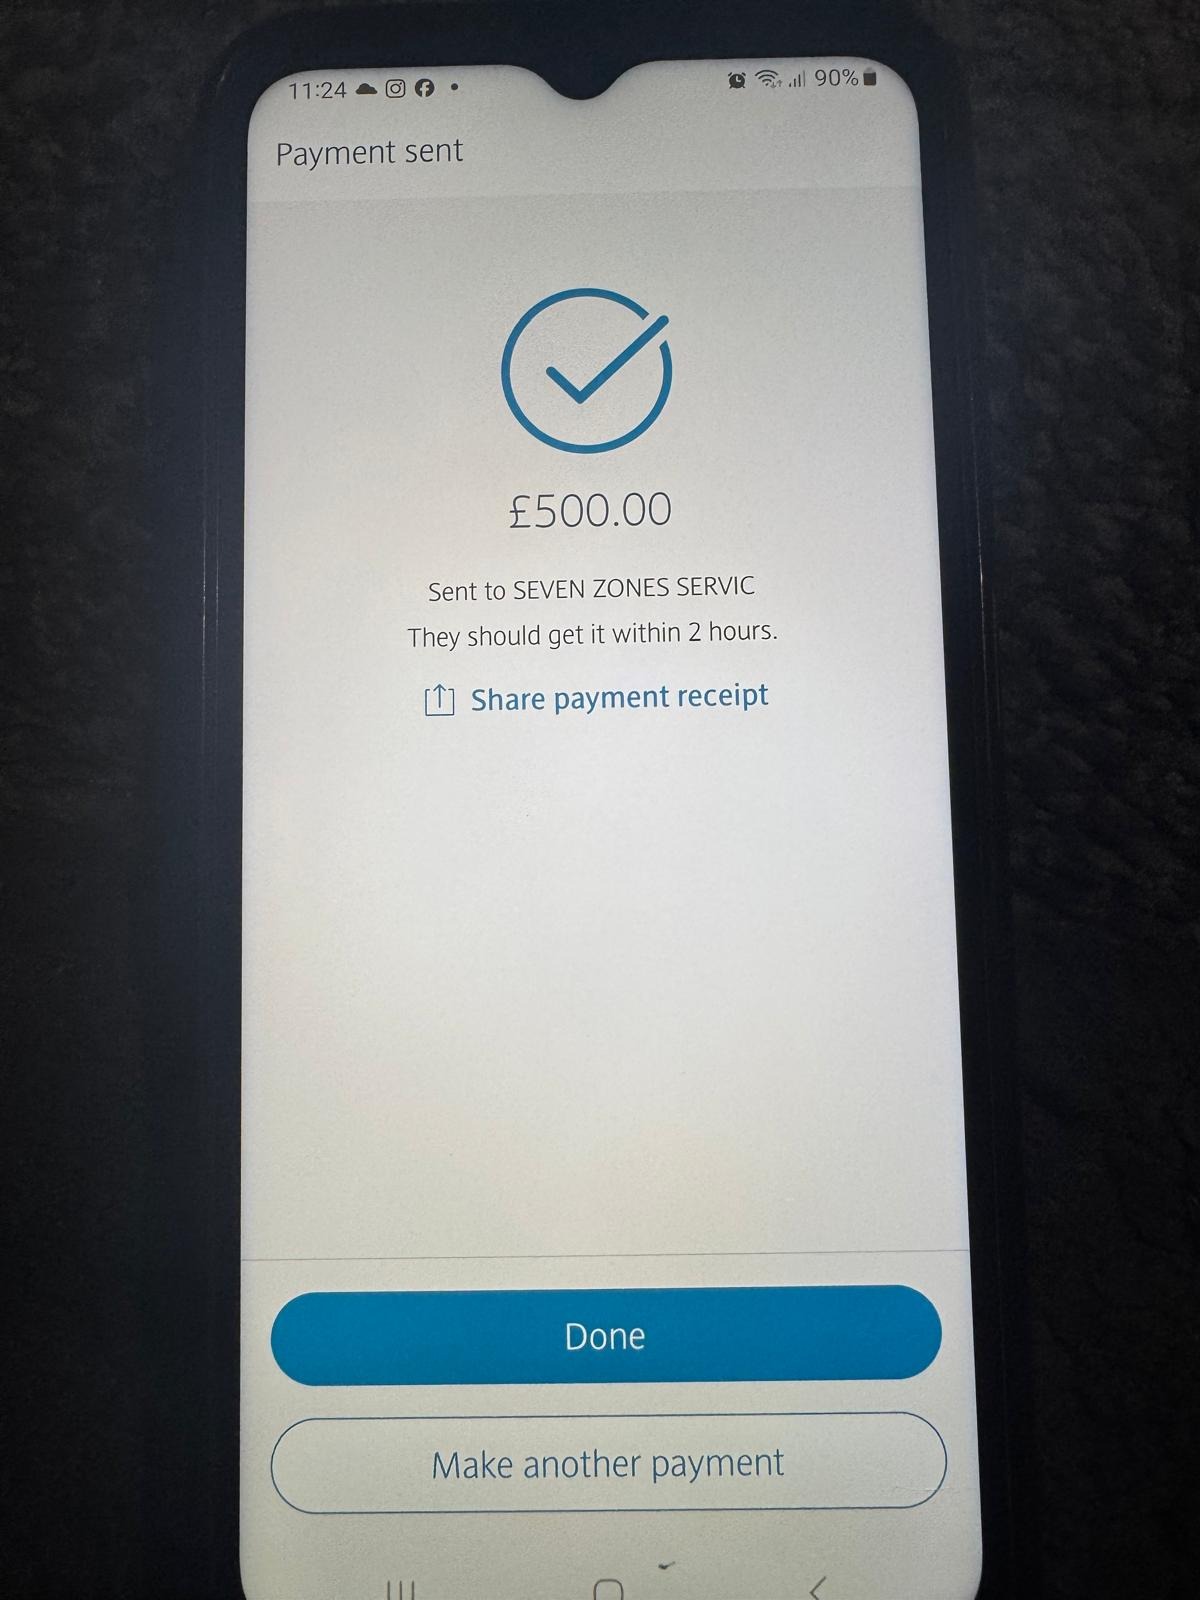 11:24
90%
Payment sent
£500.00
Sent to SEVEN ZONES SERVIC
They should get it within 2 hours.
Share payment receipt
Done
Make another payment